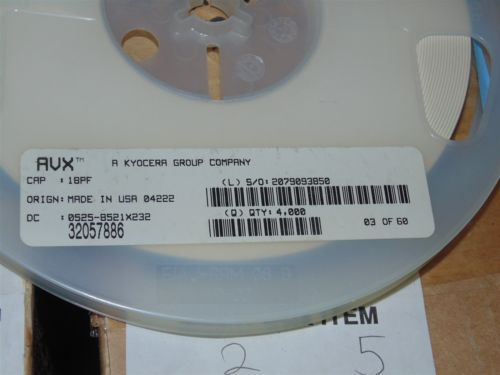 AVX™ A KYOCERA GROUP COMPANY
CAP : 18PF (L) S/O: 2079093850
ORIGN: MADE IN USA 04222
DC : 0525-8521X232 (Q) QTY: 4,000 03 OF 60
32057886
ITEM
2 5